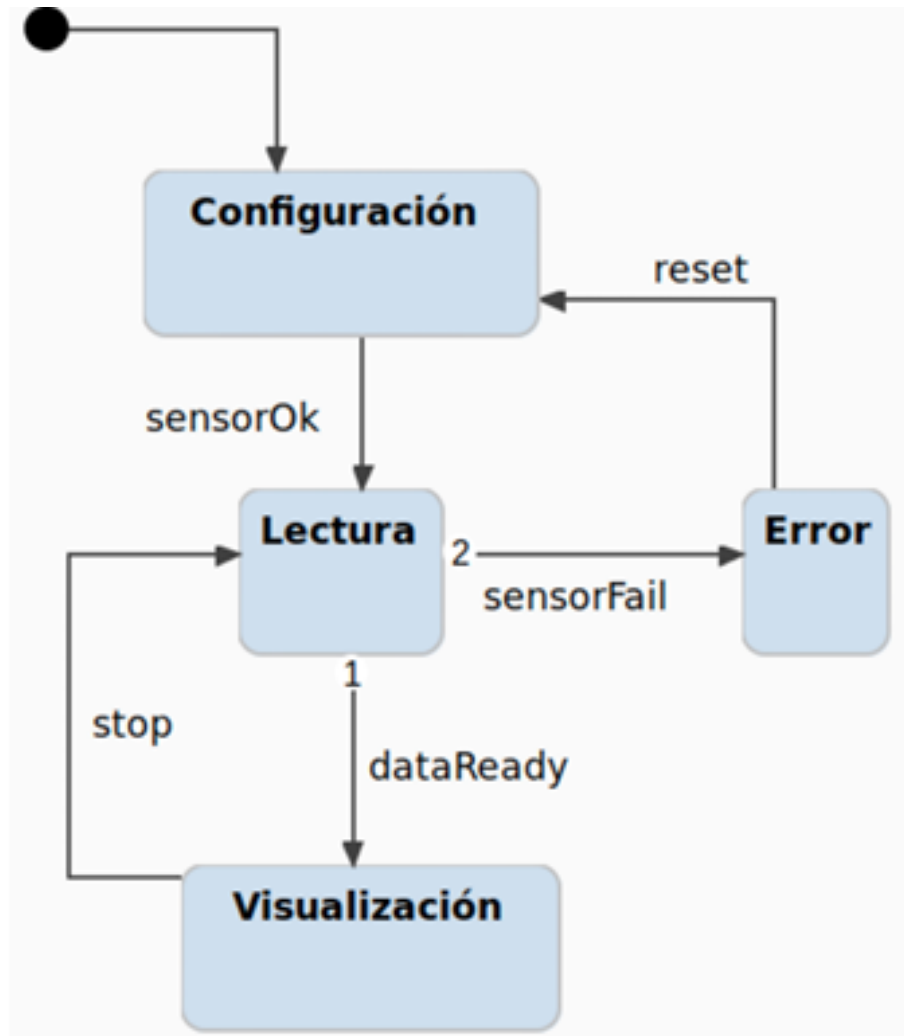 Configuración
reset
sensorOk
Lectura
2
Error
sensorFail
1
stop
dataReady
Visualización